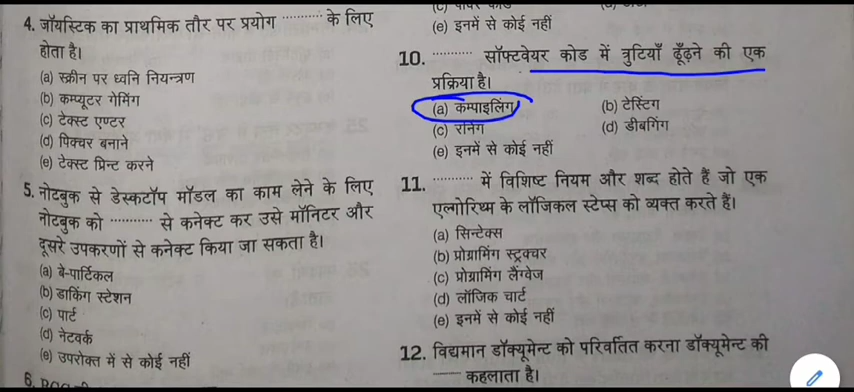 4. जॉयस्टिक का प्राथमिक तौर पर प्रयोग ............ के लिए
होता है।
(a) स्क्रीन पर ध्वनि नियन्त्रण
(b) कम्प्यूटर गेमिंग
(c) टेक्स्ट एण्टर
(d) पिक्चर बनाने
(e) टेक्स्ट प्रिन्ट करने
5. नोटबुक से डेस्कटॉप मॉडल का काम लेने के लिए
नोटबुक को ............ से कनेक्ट कर उसे मॉनिटर और
दूसरे उपकरणों से कनेक्ट किया जा सकता है।
(a) बे-पार्टिकल
(b) डाकिंग स्टेशन
(c) पार्ट
(d) नेटवर्क
(e) उपरोक्त में से कोई नहीं
6.
(e) इनमें से कोई नहीं
10. ............ सॉफ्टवेयर कोड में त्रुटियाँ ढूँढ़ने की एक
प्रक्रिया है।
(a) कम्पाइलिंग (b) टेस्टिंग
(c) रनिंग (d) डीबगिंग
(e) इनमें से कोई नहीं
11. ............ में विशिष्ट नियम और शब्द होते हैं जो एक
एल्गोरिथ्म के लॉजिकल स्टेप्स को व्यक्त करते हैं।
(a) सिन्टेक्स
(b) प्रोग्रामिंग स्ट्रक्चर
(c) प्रोग्रामिंग लैंग्वेज
(d) लॉजिक चार्ट
(e) इनमें से कोई नहीं
12. विद्यमान डॉक्यूमेन्ट को परिवर्तित करना डॉक्यूमेन्ट की
........ कहलाता है।